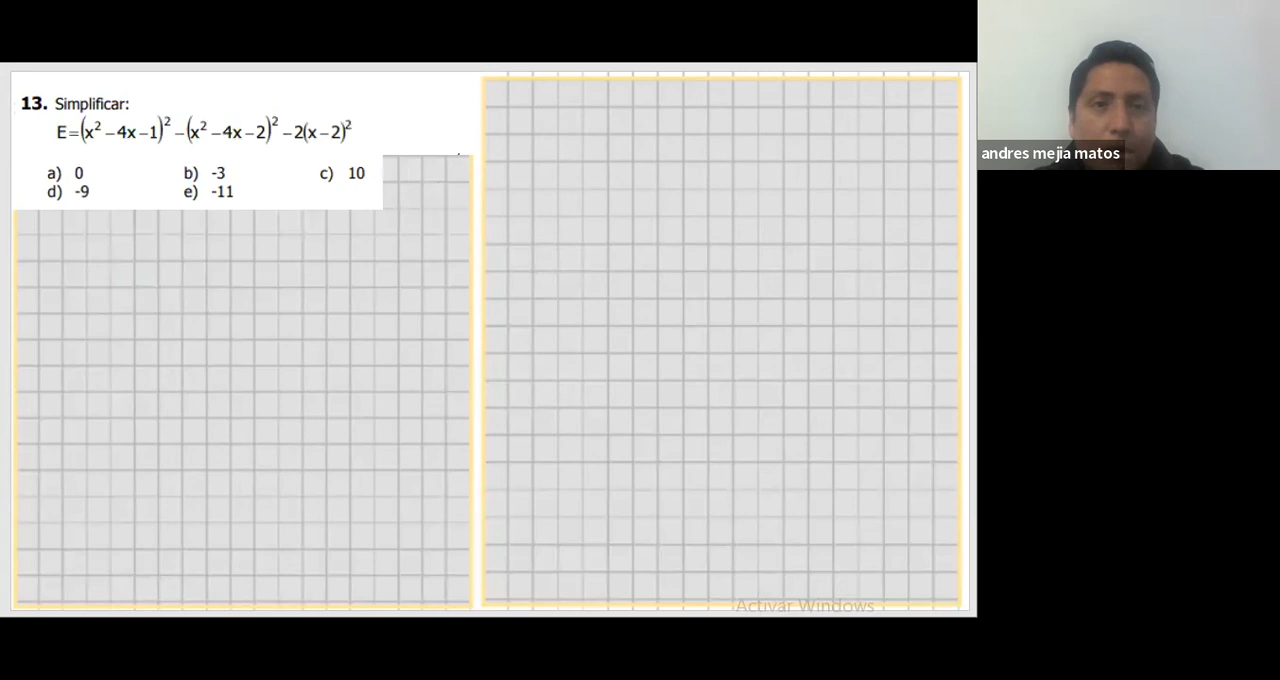 13. Simplificar:
E=(x² −4x−1)² −(x² −4x−2)² −2(x−2)²
a) 0 b) -3 c) 10
d) -9 e) -11
andres mejia matos
Activar Windows